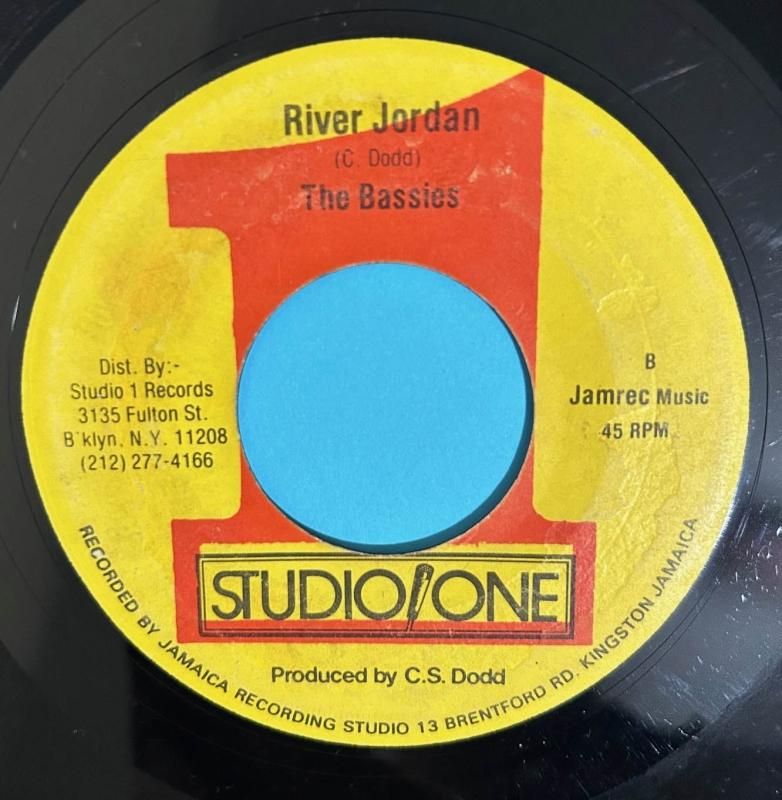 River Jordan
(C. Dodd)
The Bassies
Dist. By:-
Studio 1 Records
3135 Fulton St.
B'klyn, N.Y. 11208
(212) 277-4166
B
Jamrec Music
45 RPM
1
STUDIO ONE
Produced by C.S. Dodd
RECORDED BY JAMAICA RECORDING STUDIO 13 BRENTFORD RD. KINGSTON JAMAICA